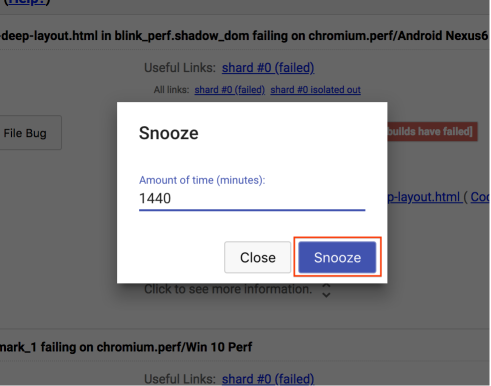 (Help?)
-deep-layout.html in blink_perf.shadow_dom failing on chromium.perf/Android Nexus6
Useful Links: shard #0 (failed)
All links: shard #0 (failed) shard #0 isolated out
File Bug
builds have failed]
Snooze
Amount of time (minutes):
1440
p-layout.html ( Coo
Close Snooze
Click to see more Information.
mark_1 failing on chromium.perf/Win 10 Perf
Useful Links: shard #0 (failed)